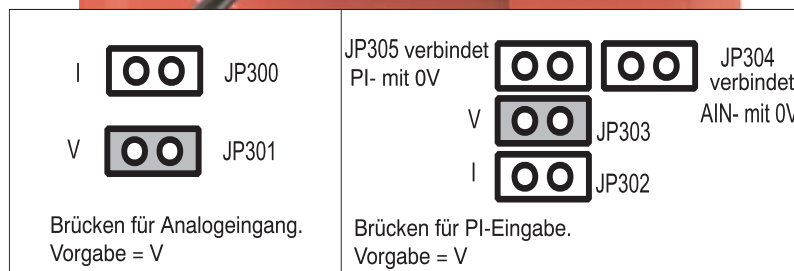 I JP300
V JP301
Brücken für Analogeingang.
Vorgabe = V
JP305 verbindet
PI- mit 0V
JP304
verbindet
AIN- mit 0V
V JP303
I JP302
Brücken für PI-Eingabe.
Vorgabe = V